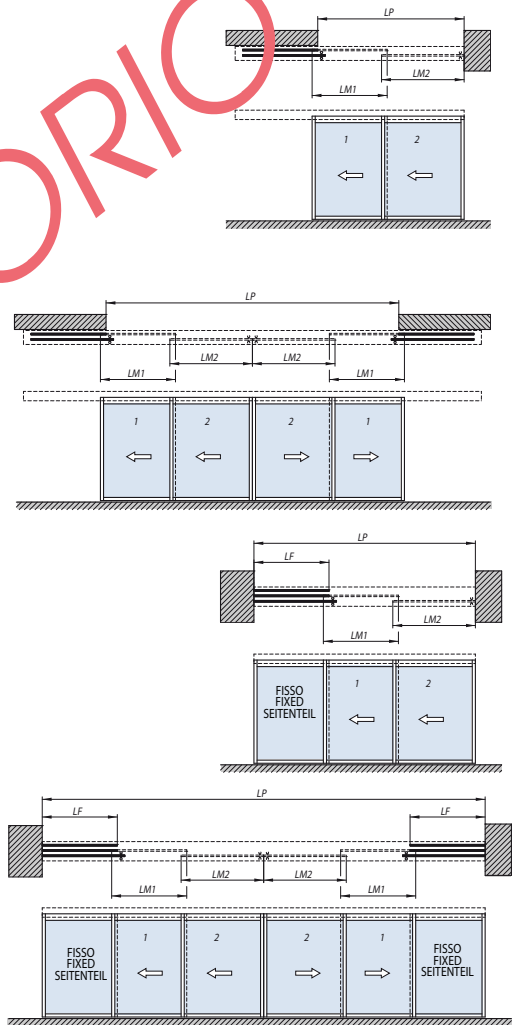 ORIO
LP
LM2
LM1
1 2
LP
LM2 LM2
LM1 LM1
1 2 2 1
LP
LF
LM2
LM1
FISSO
FIXED
SEITENTEIL
1 2
LP
LF LF
LM2 LM2
LM1 LM1
FISSO
FIXED
SEITENTEIL
1 2 2 1
FISSO
FIXED
SEITENTEIL